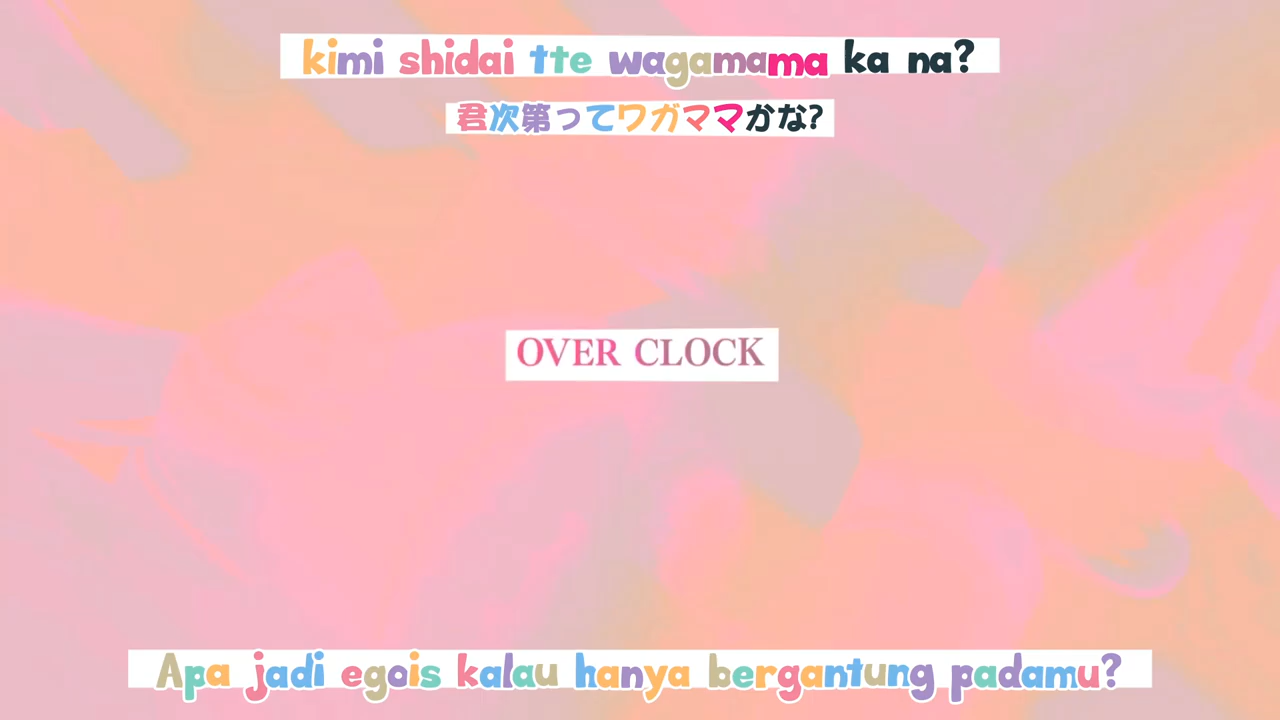 kimi shidai tte wagamama ka na?
君次第ってワガママかな?
OVER CLOCK
Apa jadi egois kalau hanya bergantung padamu?